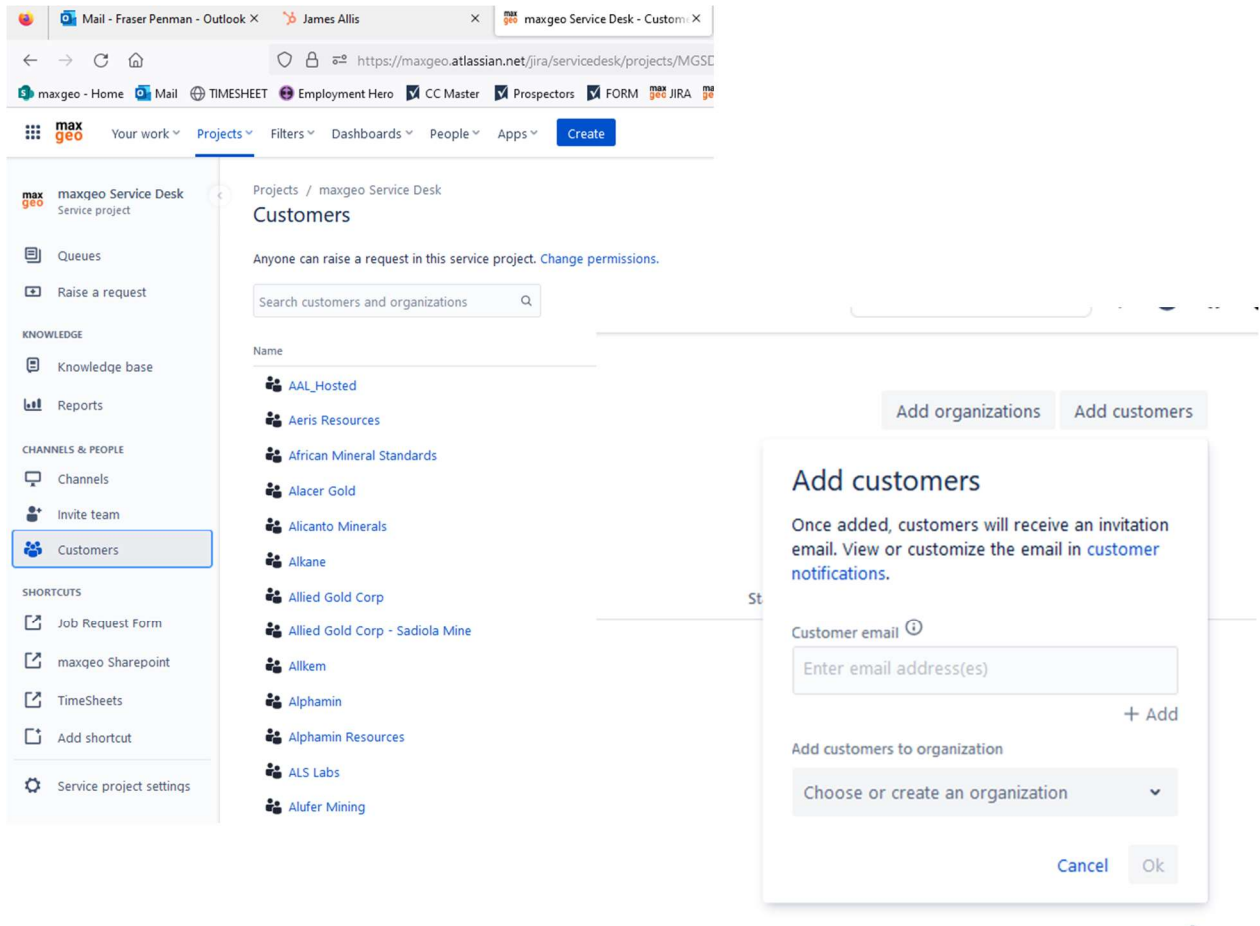 Mail - Fraser Penman - Outlook
James Allis
max geo maxgeo Service Desk - Custom
https://maxgeo.atlassian.net/jira/servicedesk/projects/MGSD
maxgeo - Home Mail TIMESHEET Employment Hero CC Master Prospectors FORM max geo JIRA
max geo Your work Projects Filters Dashboards People Apps Create
max geo maxgeo Service Desk
Service project
Queues
Raise a request
KNOWLEDGE
Knowledge base
Reports
CHANNELS & PEOPLE
Channels
Invite team
Customers
SHORTCUTS
Job Request Form
maxgeo Sharepoint
TimeSheets
Add shortcut
Service project settings
Projects / maxgeo Service Desk
Customers
Anyone can raise a request in this service project. Change permissions.
Search customers and organizations
Name
AAL_Hosted
Aeris Resources
African Mineral Standards
Alacer Gold
Alicanto Minerals
Alkane
Allied Gold Corp
Allied Gold Corp - Sadiola Mine
Allkem
Alphamin
Alphamin Resources
ALS Labs
Alufer Mining
Add organizations Add customers
Add customers
Once added, customers will receive an invitation
email. View or customize the email in customer
notifications.
St
Customer email
Enter email address(es)
+ Add
Add customers to organization
Choose or create an organization
Cancel Ok